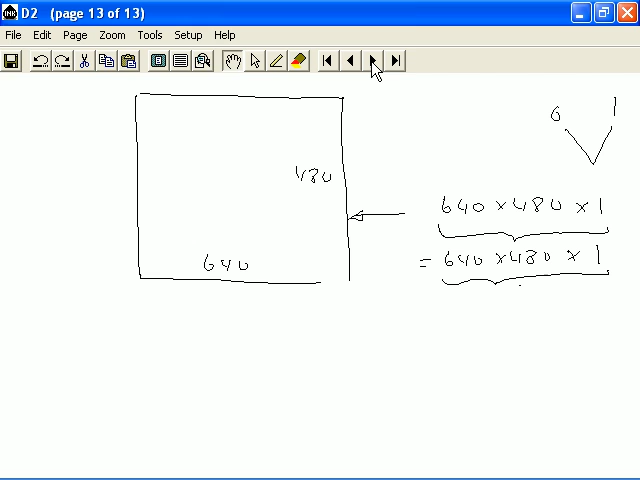 D2 (page 13 of 13)
File Edit Page Zoom Tools Setup Help
0 1
480
640 × 480 × 1
= 640 × 480 × 1
640